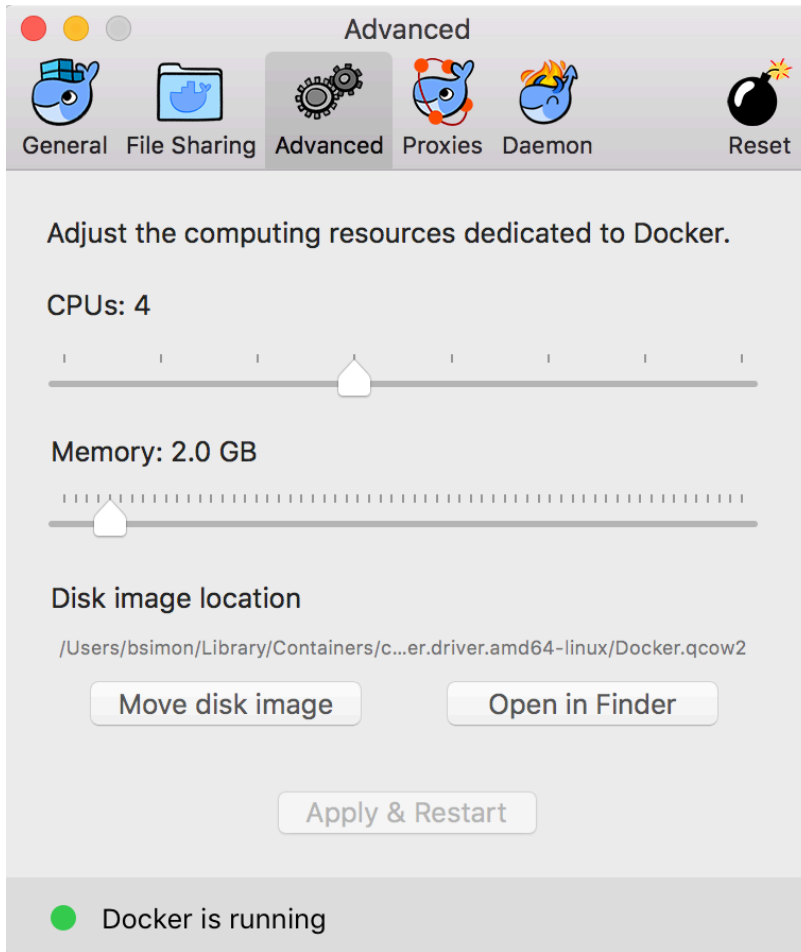 Advanced
General File Sharing Advanced Proxies Daemon Reset
Adjust the computing resources dedicated to Docker.
CPUs: 4
Memory: 2.0 GB
Disk image location
/Users/bsimon/Library/Containers/c...er.driver.amd64-linux/Docker.qcow2
Move disk image Open in Finder
Apply & Restart
Docker is running